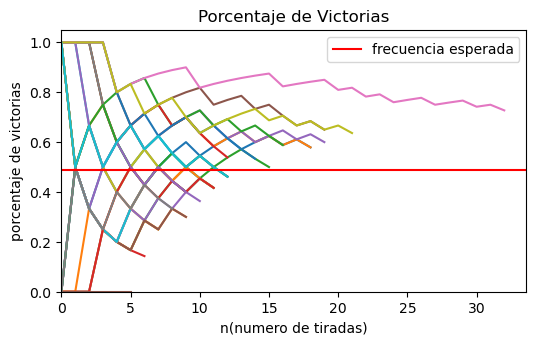 Porcentaje de Victorias
frecuencia esperada
porcentaje de victorias
1.0
0.8
0.6
0.4
0.2
0.0
0 5 10 15 20 25 30
n(numero de tiradas)